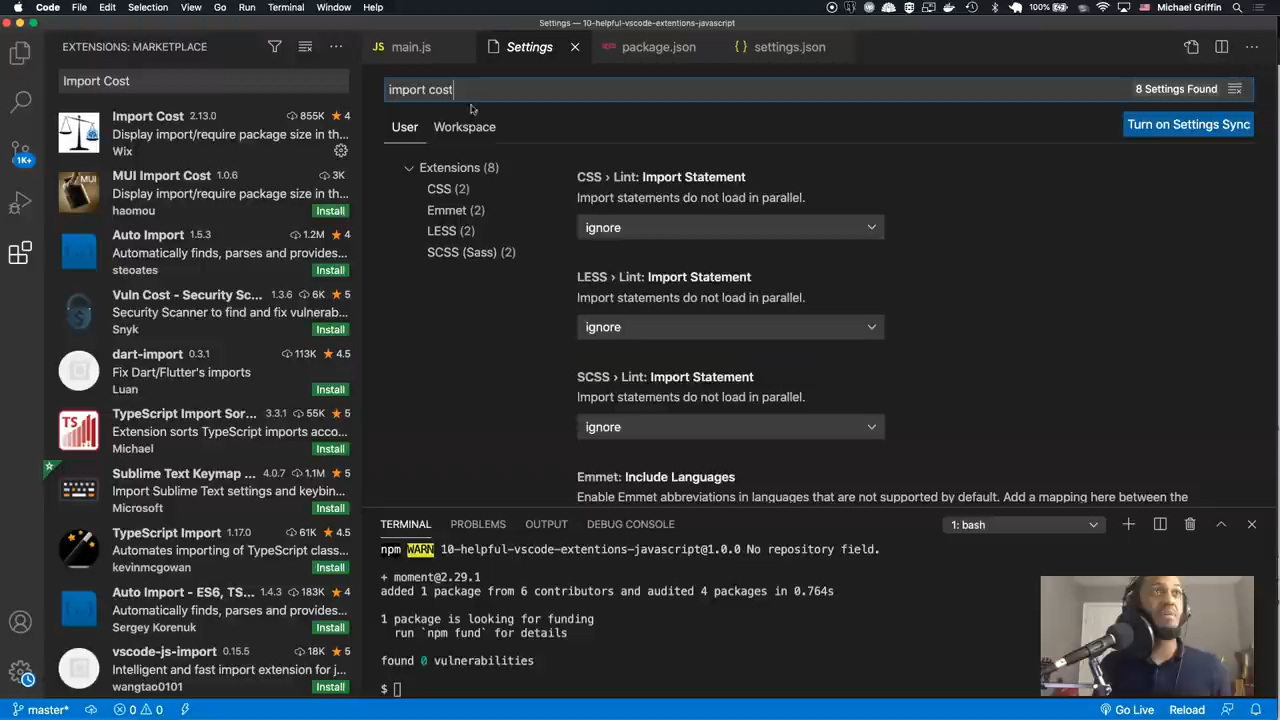 Code File Edit Selection View Go Run Terminal Window Help
100% Michael Griffin
Settings — 10-helpful-vscode-extentions-javascript
EXTENSIONS: MARKETPLACE
Import Cost
Import Cost 2.13.0 855K 4
Display import/require package size in th...
Wix
MUI Import Cost 1.0.6 3K
Display import/require package size in th...
haomou Install
Auto Import 1.5.3 1.2M 4
Automatically finds, parses and provides...
steoates Install
Vuln Cost - Security Sc... 1.3.6 6K 5
Security Scanner to find and fix vulnerab...
Snyk Install
dart-import 0.3.1 113K 4.5
Fix Dart/Flutter's imports
Luan Install
TypeScript Import Sor... 3.3.1 55K 5
Extension sorts TypeScript imports acco...
Michael Install
Sublime Text Keymap ... 4.0.7 1.1M 5
Import Sublime Text settings and keybin...
Microsoft Install
TypeScript Import 1.17.0 61K 4.5
Automates importing of TypeScript class...
kevinmcgowan Install
Auto Import - ES6, TS... 1.4.3 183K 4
Automatically finds, parses and provides...
Sergey Korenuk Install
vscode-js-import 0.15.5 18K 5
Intelligent and fast import extension for j...
wangtao0101 Install
1K+
MUI
TS
JS main.js Settings package.json {} settings.json
import cost 8 Settings Found
User Workspace Turn on Settings Sync
Extensions (8)
CSS (2)
Emmet (2)
LESS (2)
SCSS (Sass) (2)
CSS › Lint: Import Statement
Import statements do not load in parallel.
ignore
LESS › Lint: Import Statement
Import statements do not load in parallel.
ignore
SCSS › Lint: Import Statement
Import statements do not load in parallel.
ignore
Emmet: Include Languages
Enable Emmet abbreviations in languages that are not supported by default. Add a mapping here between the
TERMINAL PROBLEMS OUTPUT DEBUG CONSOLE 1: bash
npm WARN 10-helpful-vscode-extentions-javascript@1.0.0 No repository field.
+ moment@2.29.1
added 1 package from 6 contributors and audited 4 packages in 0.764s
1 package is looking for funding
run `npm fund` for details
found 0 vulnerabilities
$
master* 0 0 Go Live Reload